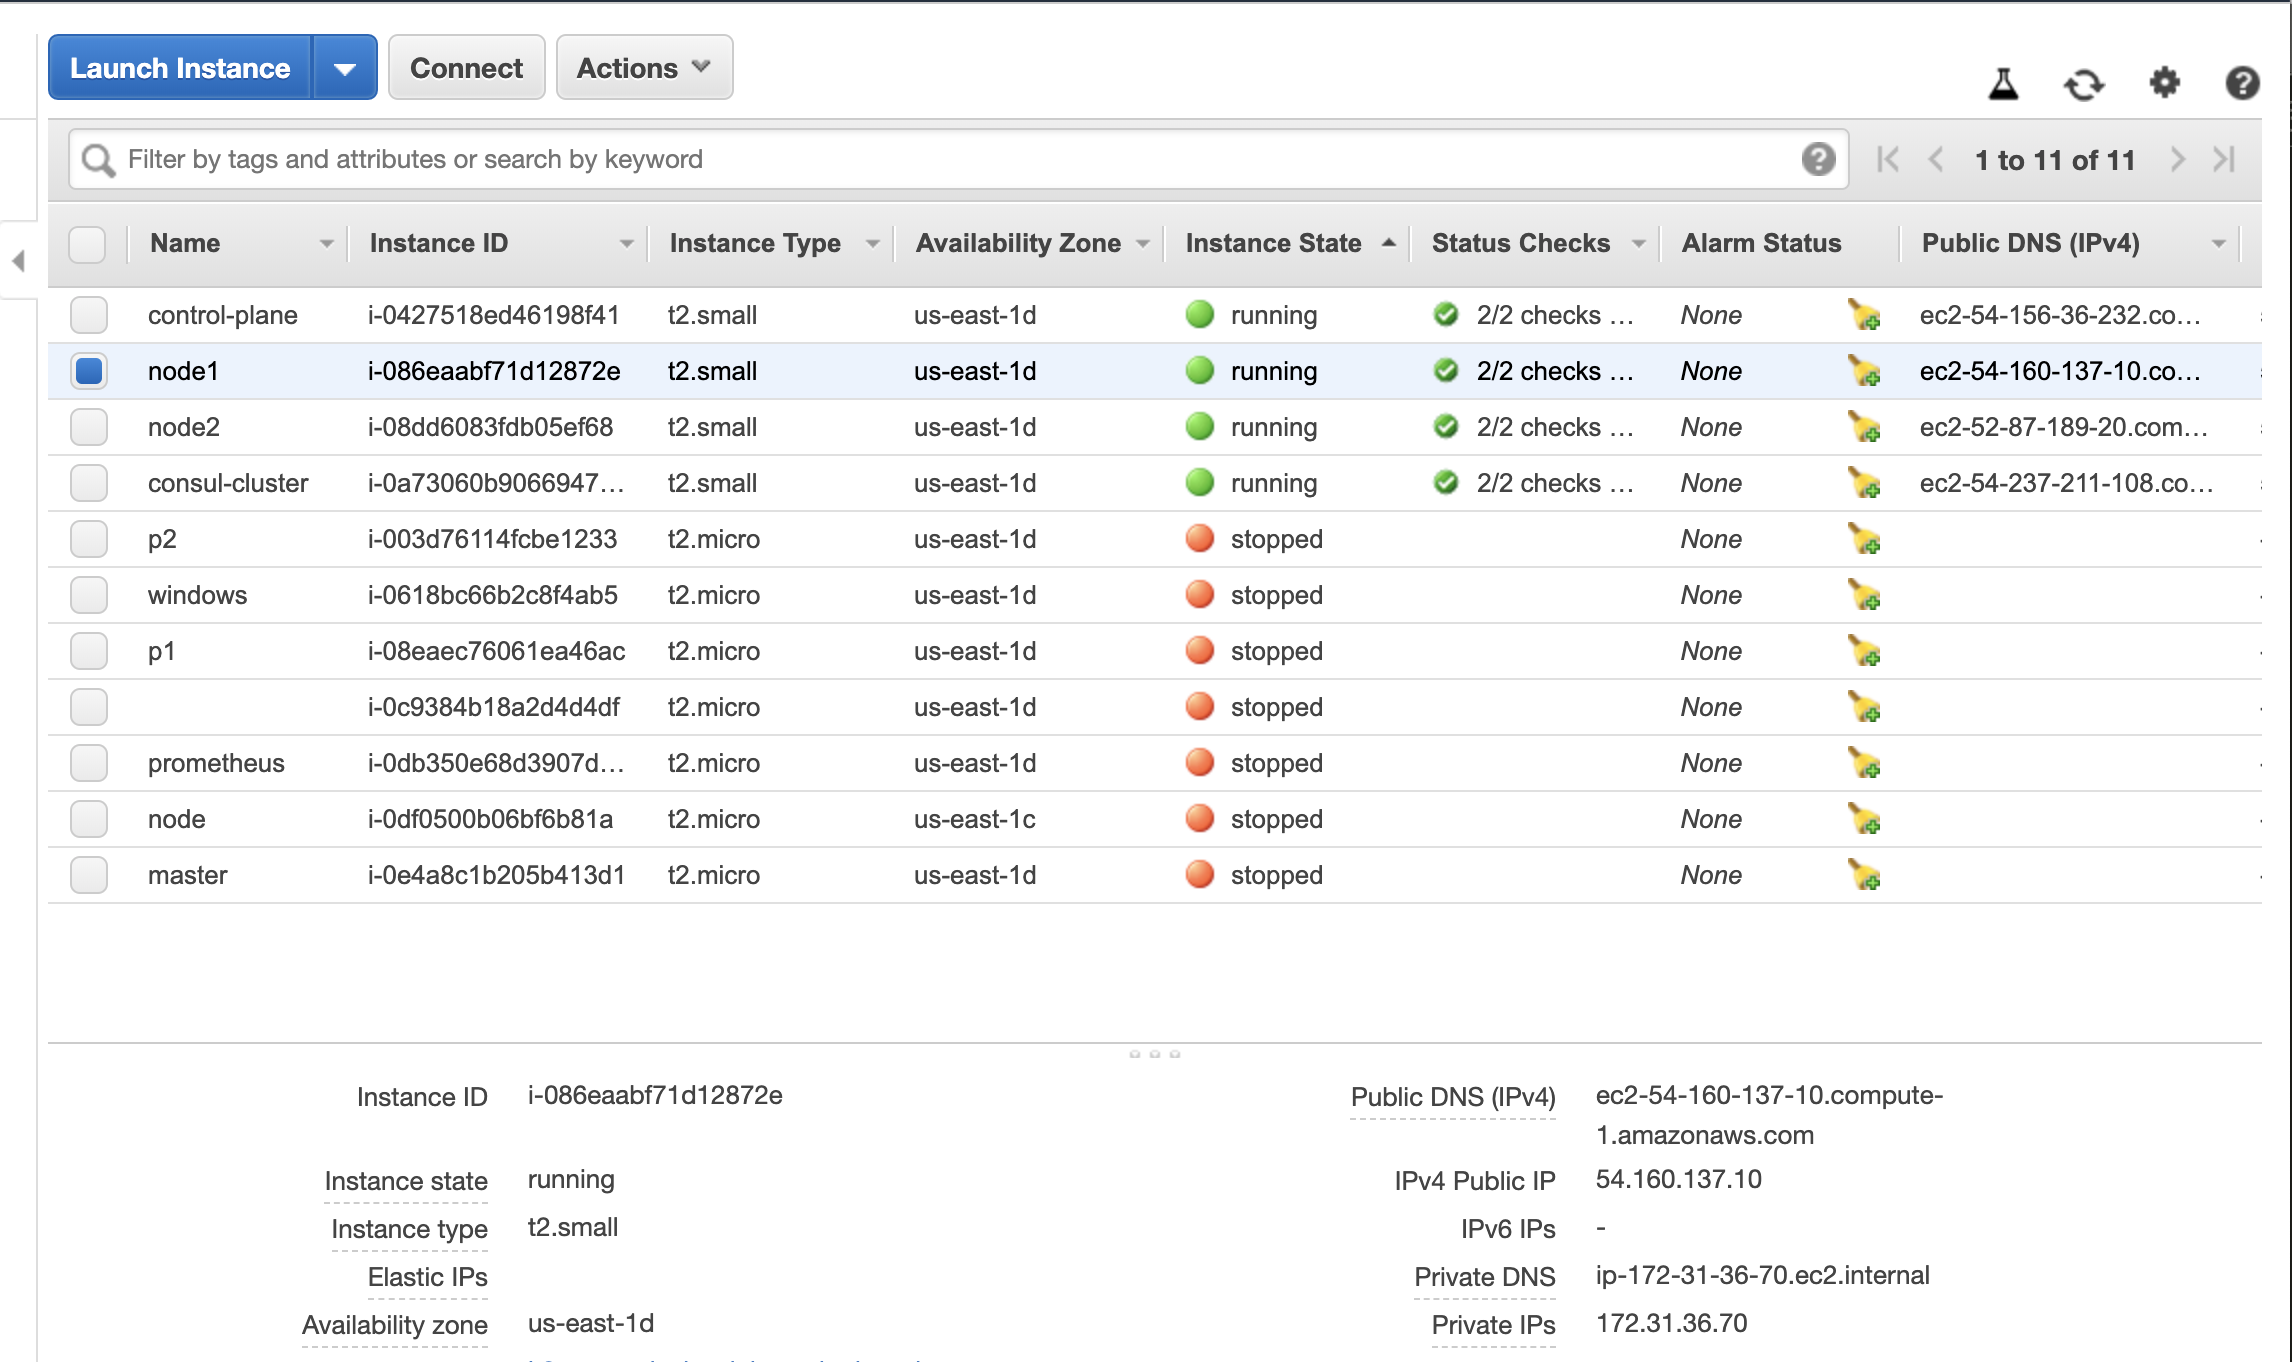 Launch Instance Connect Actions
Filter by tags and attributes or search by keyword 1 to 11 of 11
Name Instance ID Instance Type Availability Zone Instance State Status Checks Alarm Status Public DNS (IPv4)
control-plane i-0427518ed46198f41 t2.small us-east-1d running 2/2 checks ... None ec2-54-156-36-232.co...
node1 i-086eaabf71d12872e t2.small us-east-1d running 2/2 checks ... None ec2-54-160-137-10.co...
node2 i-08dd6083fdb05ef68 t2.small us-east-1d running 2/2 checks ... None ec2-52-87-189-20.com...
consul-cluster i-0a73060b9066947... t2.small us-east-1d running 2/2 checks ... None ec2-54-237-211-108.co...
p2 i-003d76114fcbe1233 t2.micro us-east-1d stopped None
windows i-0618bc66b2c8f4ab5 t2.micro us-east-1d stopped None
p1 i-08eaec76061ea46ac t2.micro us-east-1d stopped None
i-0c9384b18a2d4d4df t2.micro us-east-1d stopped None
prometheus i-0db350e68d3907d... t2.micro us-east-1d stopped None
node i-0df0500b06bf6b81a t2.micro us-east-1c stopped None
master i-0e4a8c1b205b413d1 t2.micro us-east-1d stopped None
Instance ID i-086eaabf71d12872e Public DNS (IPv4) ec2-54-160-137-10.compute-
1.amazonaws.com
Instance state running IPv4 Public IP 54.160.137.10
Instance type t2.small IPv6 IPs -
Elastic IPs Private DNS ip-172-31-36-70.ec2.internal
Availability zone us-east-1d Private IPs 172.31.36.70